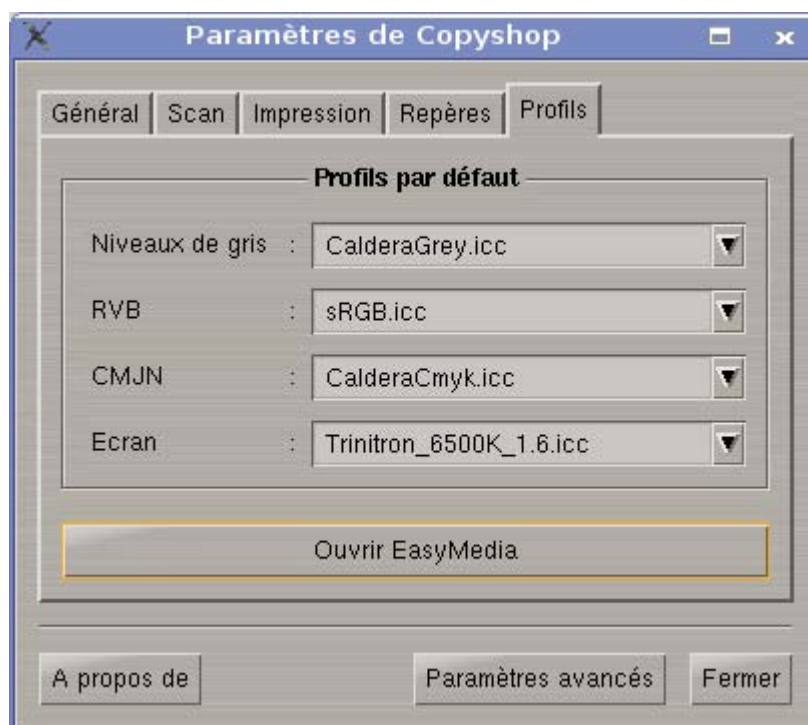 Paramètres de Copyshop
Général Scan Impression Repères Profils
Profils par défaut
Niveaux de gris : CalderaGrey.icc
RVB : sRGB.icc
CMJN : CalderaCmyk.icc
Ecran : Trinitron_6500K_1.6.icc
Ouvrir EasyMedia
A propos de Paramètres avancés Fermer